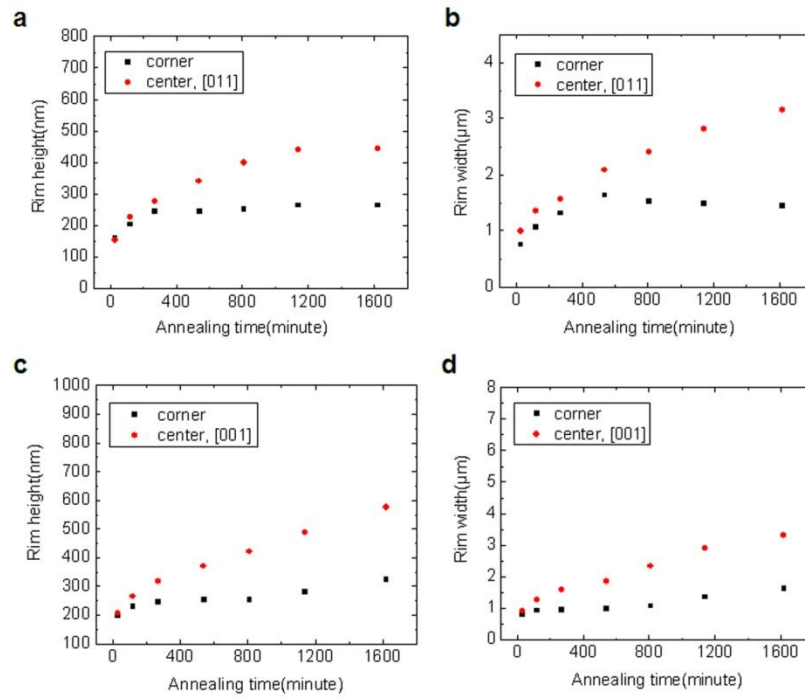 a
800
700
600
500
400
300
200
100
0
0 400 800 1200 1600
Rim height(nm)
Annealing time(minute)
corner
center, [011]
b
4
3
2
1
0
0 400 800 1200 1600
Rim width(µm)
Annealing time(minute)
corner
center, [011]
c
1000
900
800
700
600
500
400
300
200
100
0 400 800 1200 1600
Rim height(nm)
Annealing time(minute)
corner
center, [001]
d
8
7
6
5
4
3
2
1
0
0 400 800 1200 1600
Rim width(µm)
Annealing time(minute)
corner
center, [001]